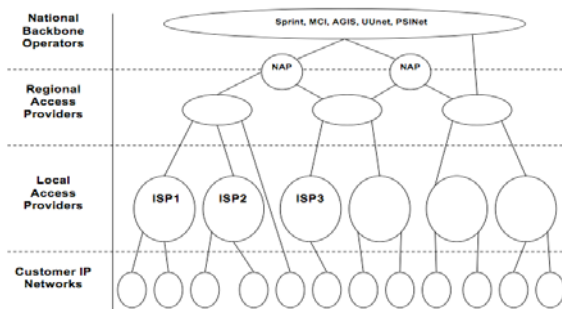 National
Backbone
Operators
Sprint, MCI, AGIS, UUnet, PSINet
NAP
NAP
Regional
Access
Providers
Local
Access
Providers
ISP1
ISP2
ISP3
Customer IP
Networks